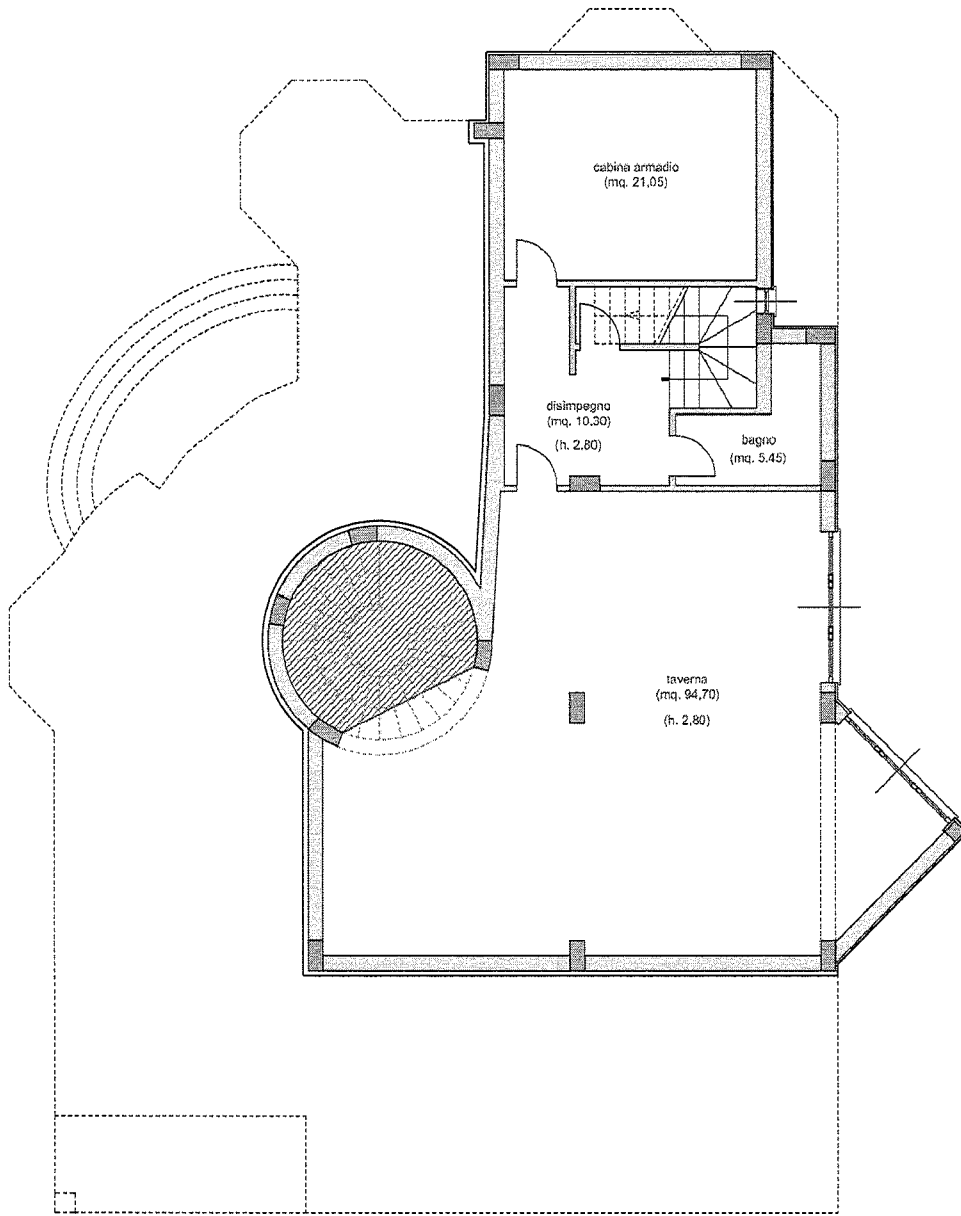 cabina armadio
(mq. 21,05)
disimpegno
(mq. 10.30)
(h. 2.80)
bagno
(mq. 5.45)
taverna
(mq. 94,70)
(h. 2,80)